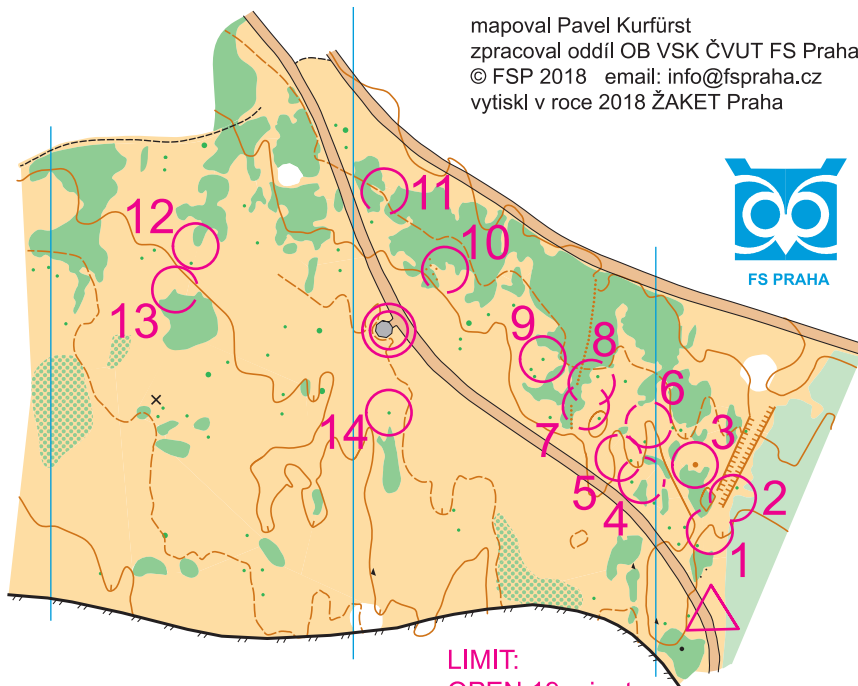 mapoval Pavel Kurfürst
zpracoval oddíl OB VSK ČVUT FS Praha
© FSP 2018 email: info@fspraha.cz
vytiskl v roce 2018 ŽAKET Praha
FS PRAHA
11
12
10
13
9
8
6
14
7
3
5
2
4
1
LIMIT: